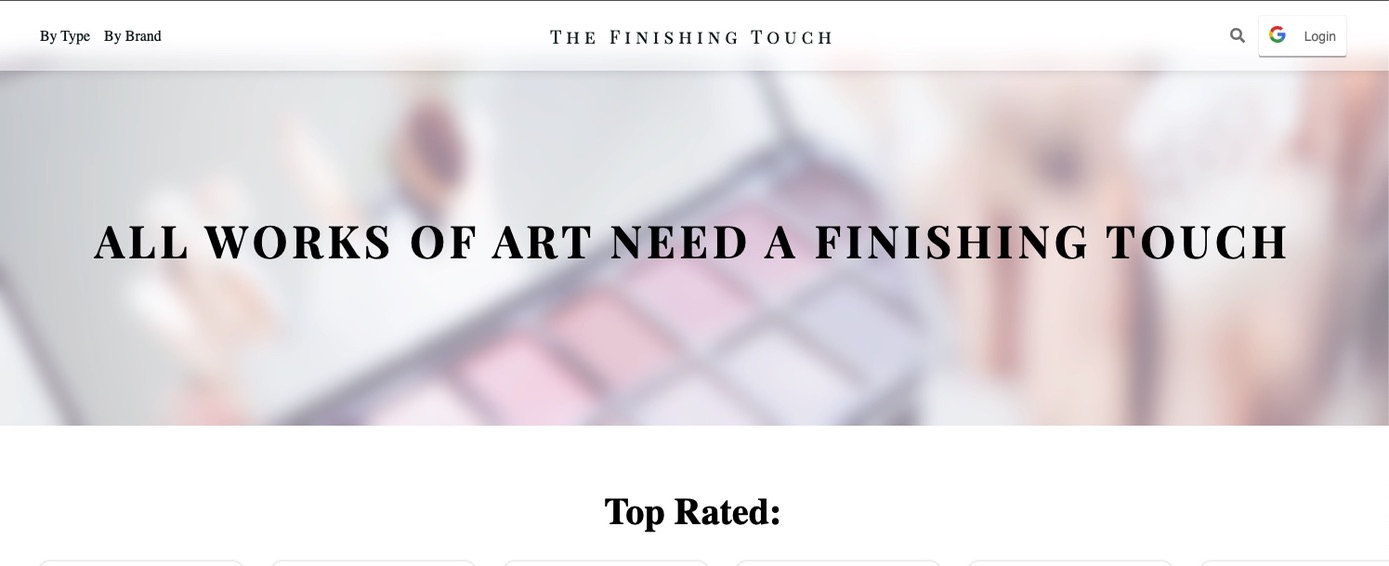 By Type By Brand The Finishing Touch Login
ALL WORKS OF ART NEED A FINISHING TOUCH
Top Rated: